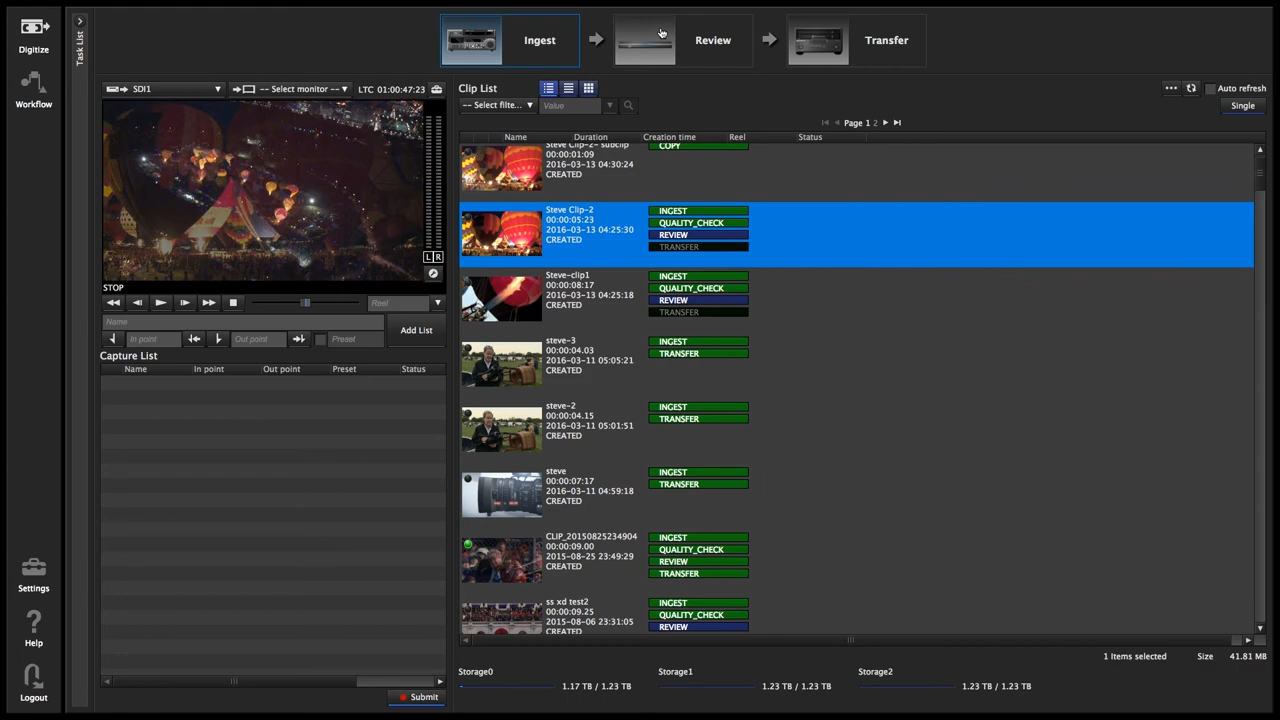 Digitize
Workflow
Settings
Help
Logout
Task List
Ingest
Review
Transfer
SDI1
-- Select monitor --
LTC 01:00:47:23
L R
STOP
Reel
Name
In point
Out point
Preset
Add List
Capture List
Name In point Out point Preset Status
Submit
Clip List
Auto refresh
-- Select filte...
Value
Single
Page 1 2
Name Duration Creation time Reel Status
Steve Clip-2- subclip
00:00:01:09
2016-03-13 04:30:24
CREATED
COPY
Steve Clip-2
00:00:05:23
2016-03-13 04:25:30
CREATED
INGEST
QUALITY_CHECK
REVIEW
TRANSFER
Steve-clip1
00:00:08:17
2016-03-13 04:25:18
CREATED
INGEST
QUALITY_CHECK
REVIEW
TRANSFER
steve-3
00:00:04.03
2016-03-11 05:05:21
CREATED
INGEST
TRANSFER
steve-2
00:00:04.15
2016-03-11 05:01:51
CREATED
INGEST
TRANSFER
steve
00:00:07:17
2016-03-11 04:59:18
CREATED
INGEST
TRANSFER
CLIP_20150825234904
00:00:09.00
2015-08-25 23:49:29
CREATED
INGEST
QUALITY_CHECK
REVIEW
TRANSFER
ss xd test2
00:00:09.25
2015-08-06 23:31:05
CREATED
INGEST
QUALITY_CHECK
REVIEW
1 Items selected Size 41.81 MB
Storage0
1.17 TB / 1.23 TB
Storage1
1.23 TB / 1.23 TB
Storage2
1.23 TB / 1.23 TB